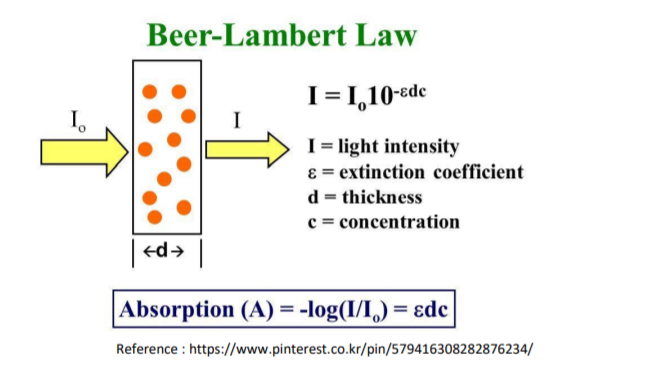 Beer-Lambert Law
I = Iₒ10⁻ᵋᵈᶜ
Iₒ
I
I = light intensity
ε = extinction coefficient
d = thickness
c = concentration
←d→
Absorption (A) = -log(I/Iₒ) = εdc
Reference : https://www.pinterest.co.kr/pin/579416308282876234/